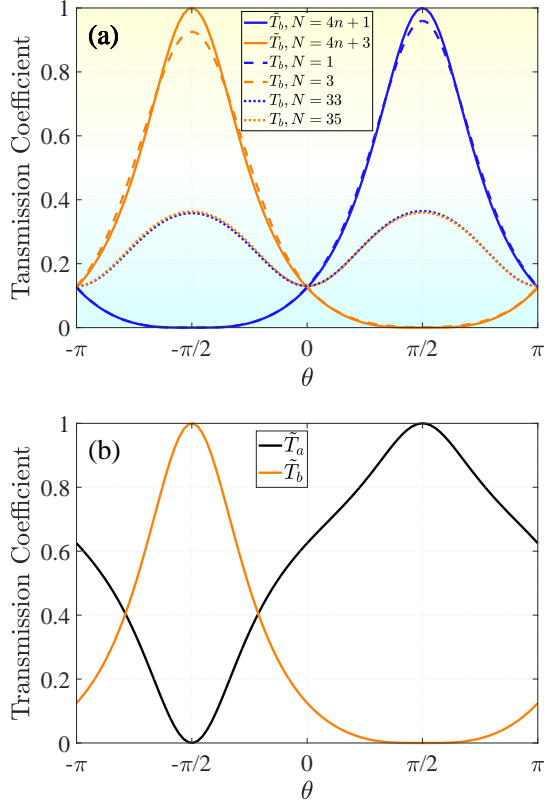 (a)
T̃_b, N = 4n + 1
T̃_b, N = 4n + 3
T_b, N = 1
T_b, N = 3
T_b, N = 33
T_b, N = 35
Tansmission Coefficient
1
0.8
0.6
0.4
0.2
0
-π -π/2 0 π/2 π
θ
(b)
T̃_a
T̃_b
Transmission Coefficient
1
0.8
0.6
0.4
0.2
0
-π -π/2 0 π/2 π
θ